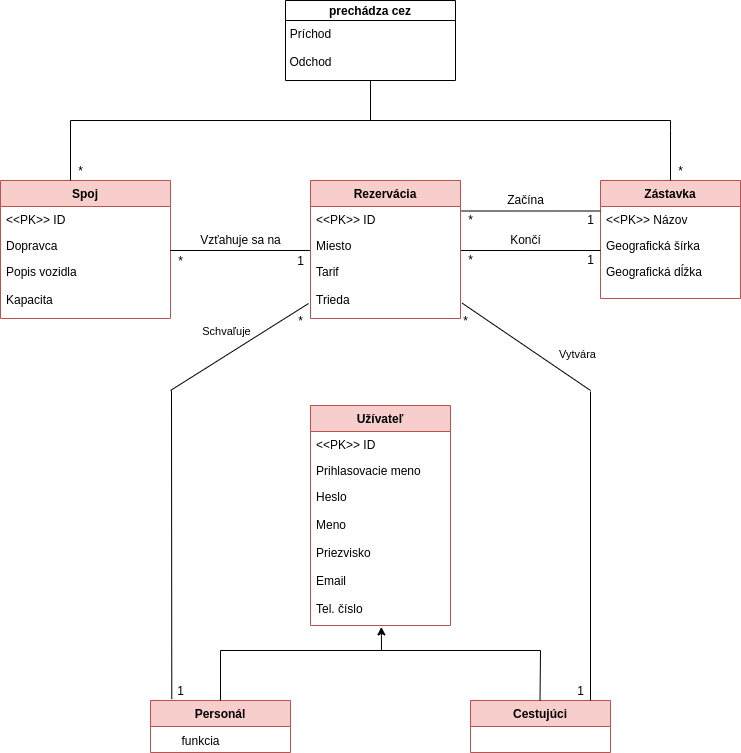 prechádza cez
Príchod
Odchod
*
*
Spoj
<<PK>> ID
Dopravca
Popis vozidla
Kapacita
Vzťahuje sa na
*
1
Rezervácia
<<PK>> ID
Miesto
Tarif
Trieda
Začína
*
1
Končí
*
1
Zástavka
<<PK>> Názov
Geografická šírka
Geografická dĺžka
Schvaľuje
*
*
Vytvára
Užívateľ
<<PK>> ID
Prihlasovacie meno
Heslo
Meno
Priezvisko
Email
Tel. číslo
1
1
Personál
funkcia
Cestujúci